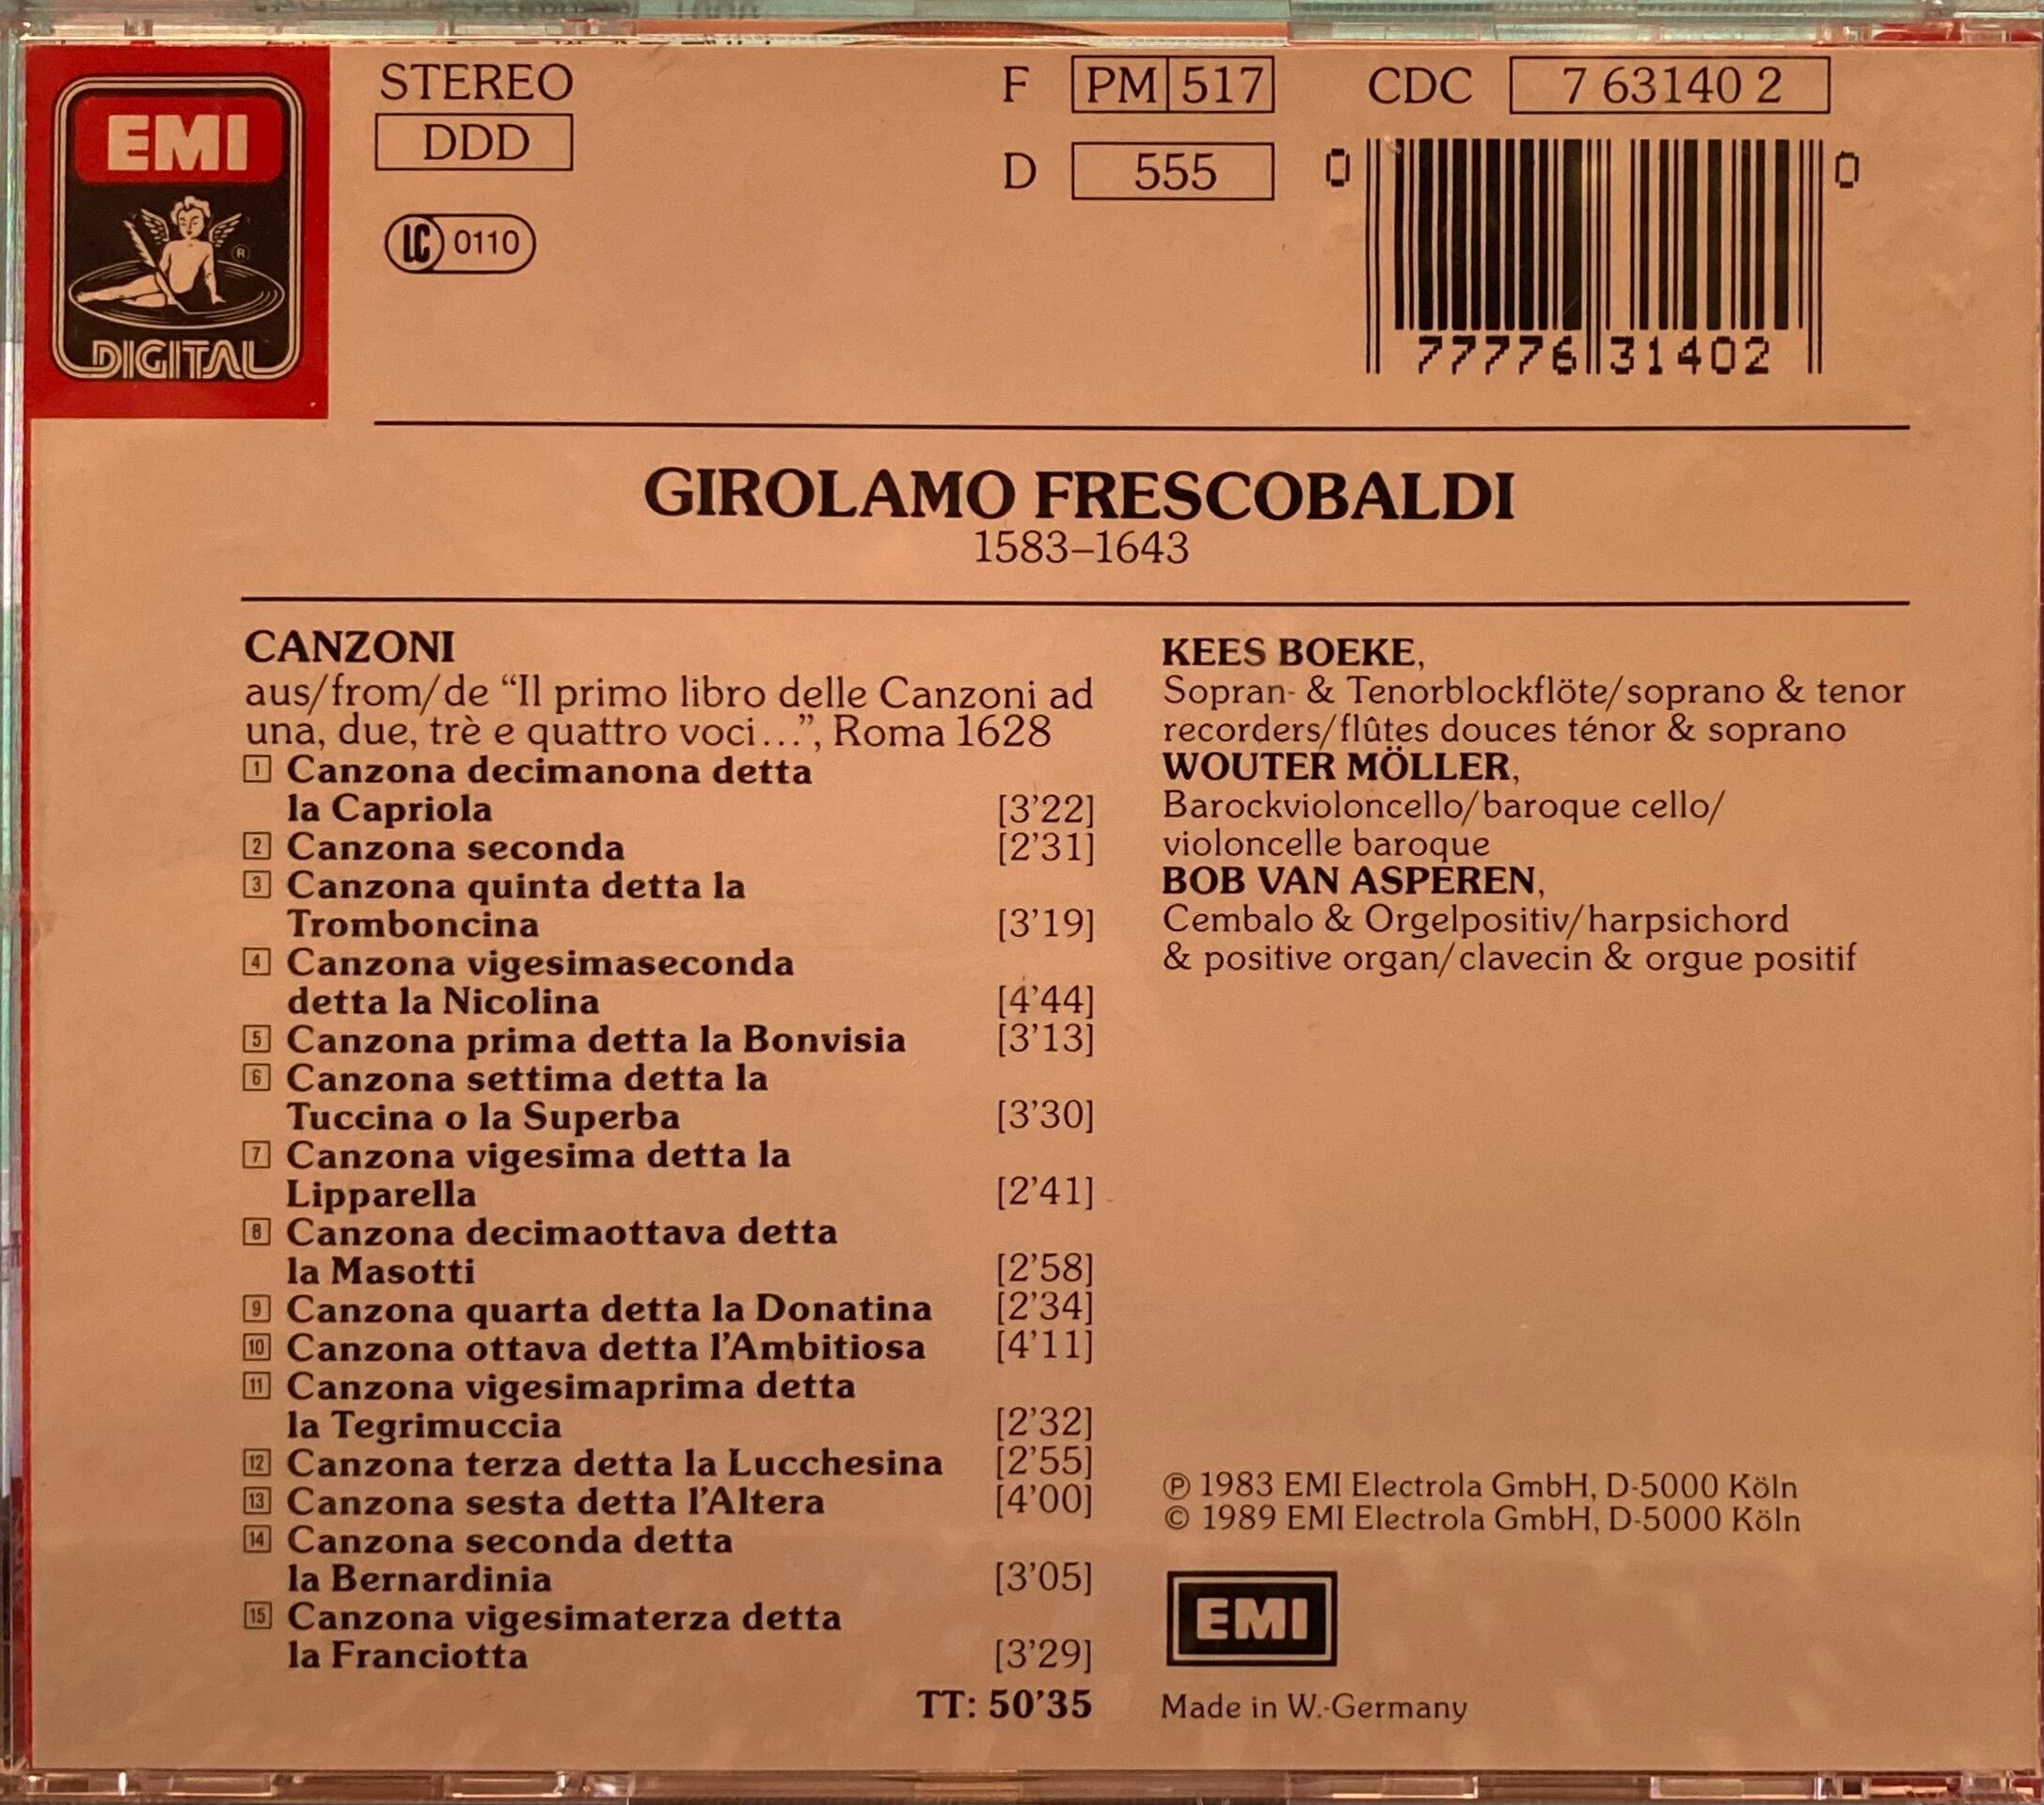 EMI
DIGITAL
®
STEREO
DDD
LC 0110
F PM 517
D 555
CDC 7 63140 2
0 77776 31402 0
GIROLAMO FRESCOBALDI
1583–1643
CANZONI
aus/from/de “Il primo libro delle Canzoni ad
una, due, trè e quattro voci…”, Roma 1628
1 Canzona decimanona detta
la Capriola [3’22]
2 Canzona seconda [2’31]
3 Canzona quinta detta la
Tromboncina [3’19]
4 Canzona vigesimaseconda
detta la Nicolina [4’44]
5 Canzona prima detta la Bonvisia [3’13]
6 Canzona settima detta la
Tuccina o la Superba [3’30]
7 Canzona vigesima detta la
Lipparella [2’41]
8 Canzona decimaottava detta
la Masotti [2’58]
9 Canzona quarta detta la Donatina [2’34]
10 Canzona ottava detta l’Ambitiosa [4’11]
11 Canzona vigesimaprima detta
la Tegrimuccia [2’32]
12 Canzona terza detta la Lucchesina [2’55]
13 Canzona sesta detta l’Altera [4’00]
14 Canzona seconda detta
la Bernardinia [3’05]
15 Canzona vigesimaterza detta
la Franciotta [3’29]
TT: 50’35
KEES BOEKE,
Sopran- & Tenorblockflöte/soprano & tenor
recorders/flûtes douces ténor & soprano
WOUTER MÖLLER,
Barockvioloncello/baroque cello/
violoncelle baroque
BOB VAN ASPEREN,
Cembalo & Orgelpositiv/harpsichord
& positive organ/clavecin & orgue positif
℗ 1983 EMI Electrola GmbH, D-5000 Köln
© 1989 EMI Electrola GmbH, D-5000 Köln
EMI
Made in W.-Germany